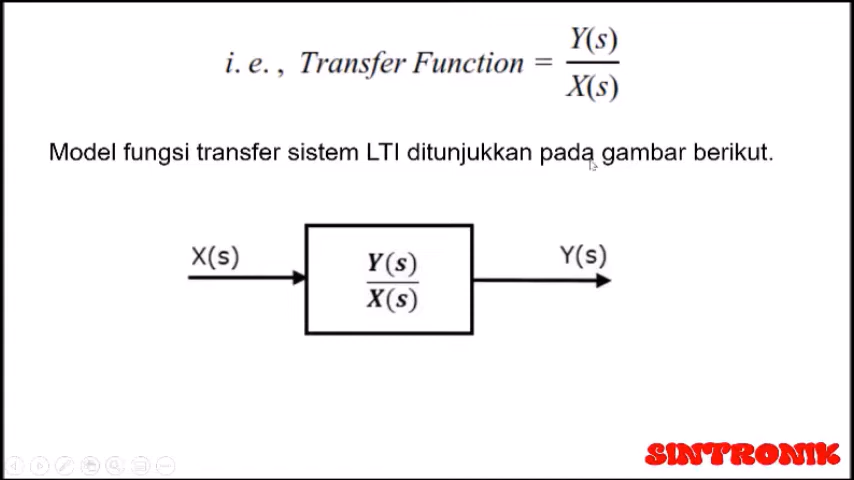 i. e. , Transfer Function = Y(s)
X(s)
Model fungsi transfer sistem LTI ditunjukkan pada gambar berikut.
X(s)
Y(s)
X(s)
Y(s)
SINTRONIK